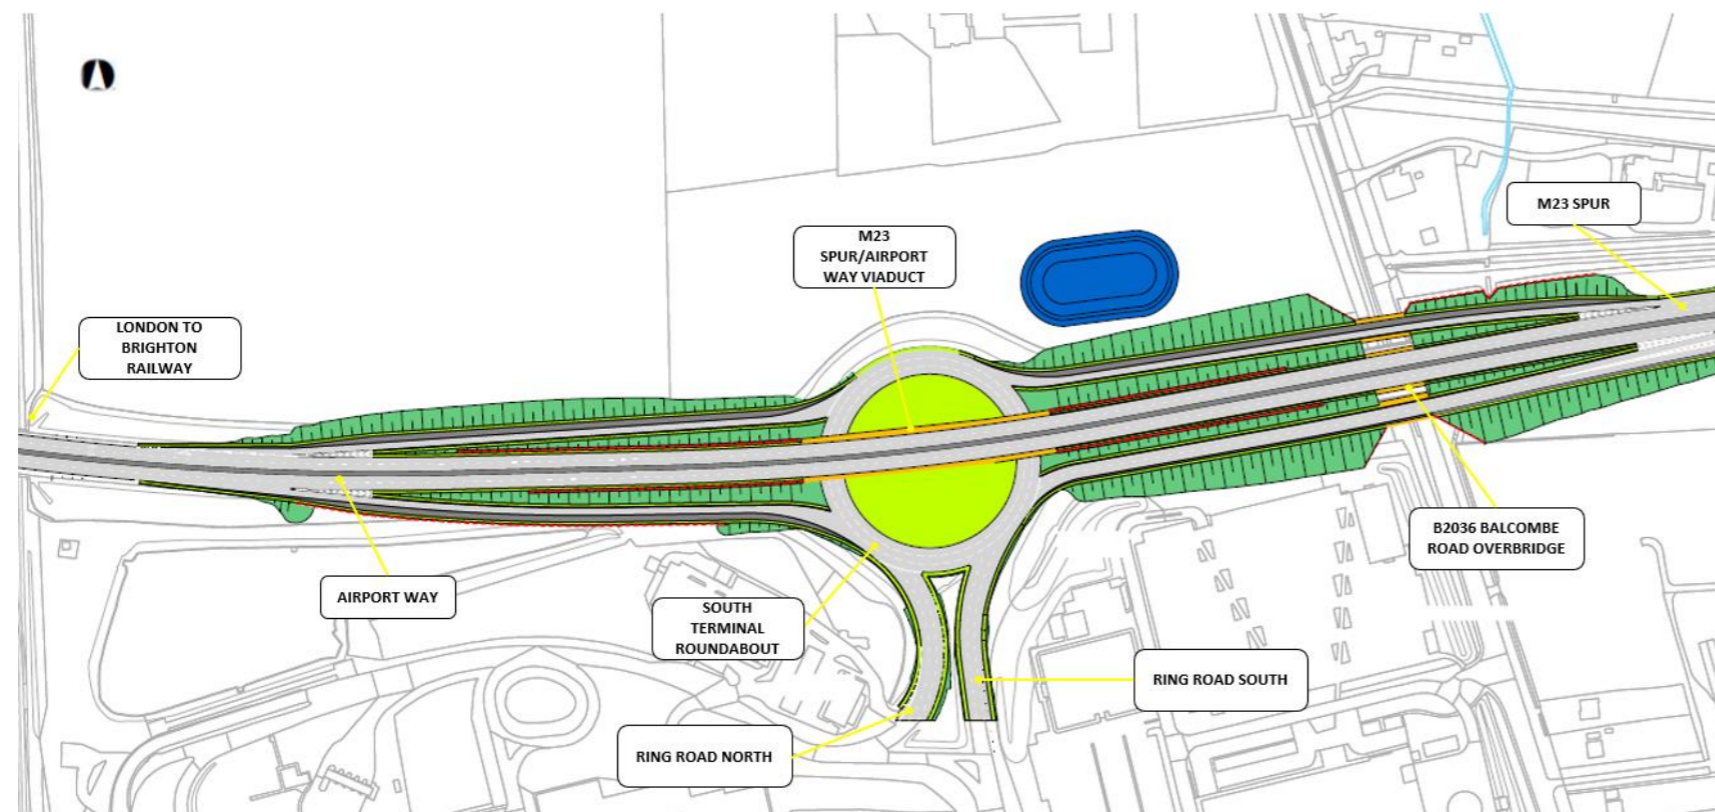 M23 SPUR
M23
SPUR/AIRPORT
WAY VIADUCT
LONDON TO
BRIGHTON
RAILWAY
B2036 BALCOMBE
ROAD OVERBRIDGE
AIRPORT WAY
SOUTH
TERMINAL
ROUNDABOUT
RING ROAD SOUTH
RING ROAD NORTH